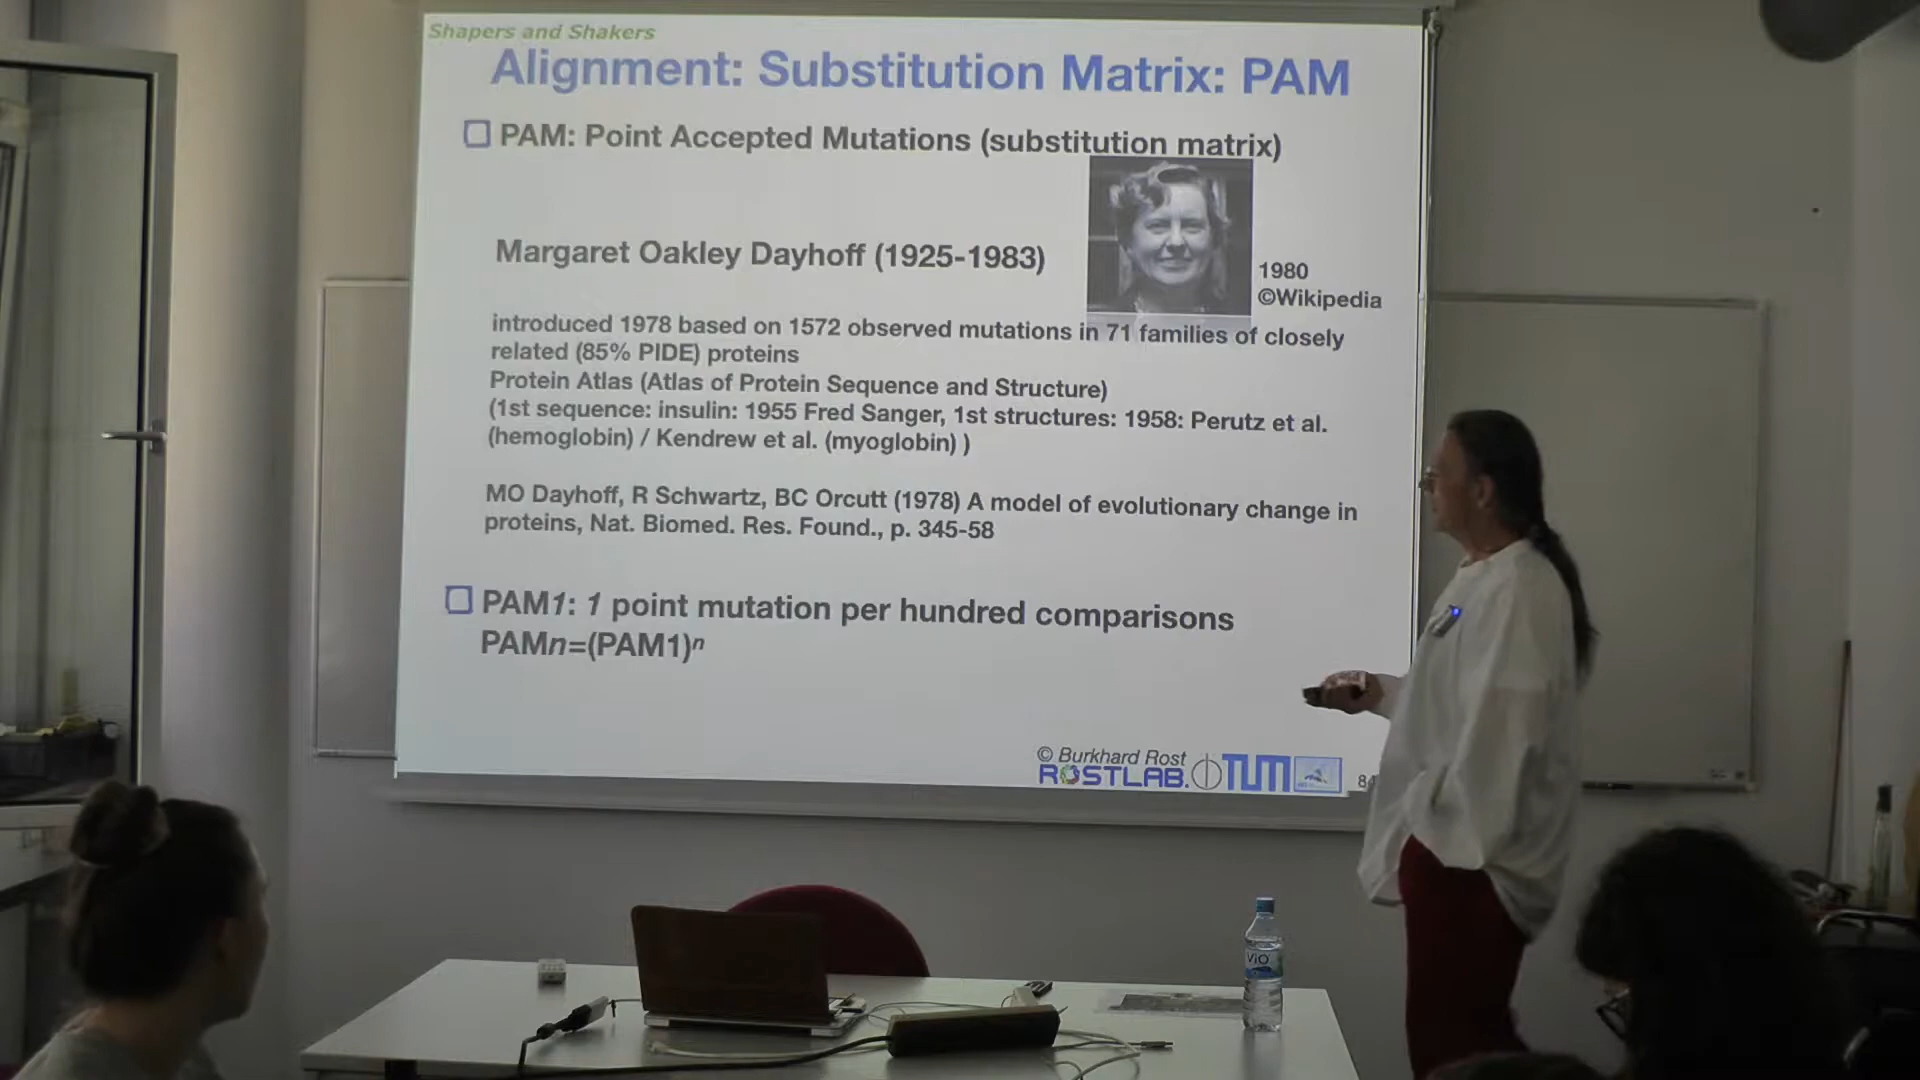 Shapers and Shakers
Alignment: Substitution Matrix: PAM
PAM: Point Accepted Mutations (substitution matrix)
Margaret Oakley Dayhoff (1925-1983)
1980
©Wikipedia
introduced 1978 based on 1572 observed mutations in 71 families of closely
related (85% PIDE) proteins
Protein Atlas (Atlas of Protein Sequence and Structure)
(1st sequence: insulin: 1955 Fred Sanger, 1st structures: 1958: Perutz et al.
(hemoglobin) / Kendrew et al. (myoglobin) )
MO Dayhoff, R Schwartz, BC Orcutt (1978) A model of evolutionary change in
proteins, Nat. Biomed. Res. Found., p. 345-58
PAM1: 1 point mutation per hundred comparisons
PAMn=(PAM1)ⁿ
© Burkhard Rost
ROSTLAB. TUM
ViO